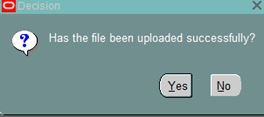 Decision
Has the file been uploaded successfully?
Yes
No